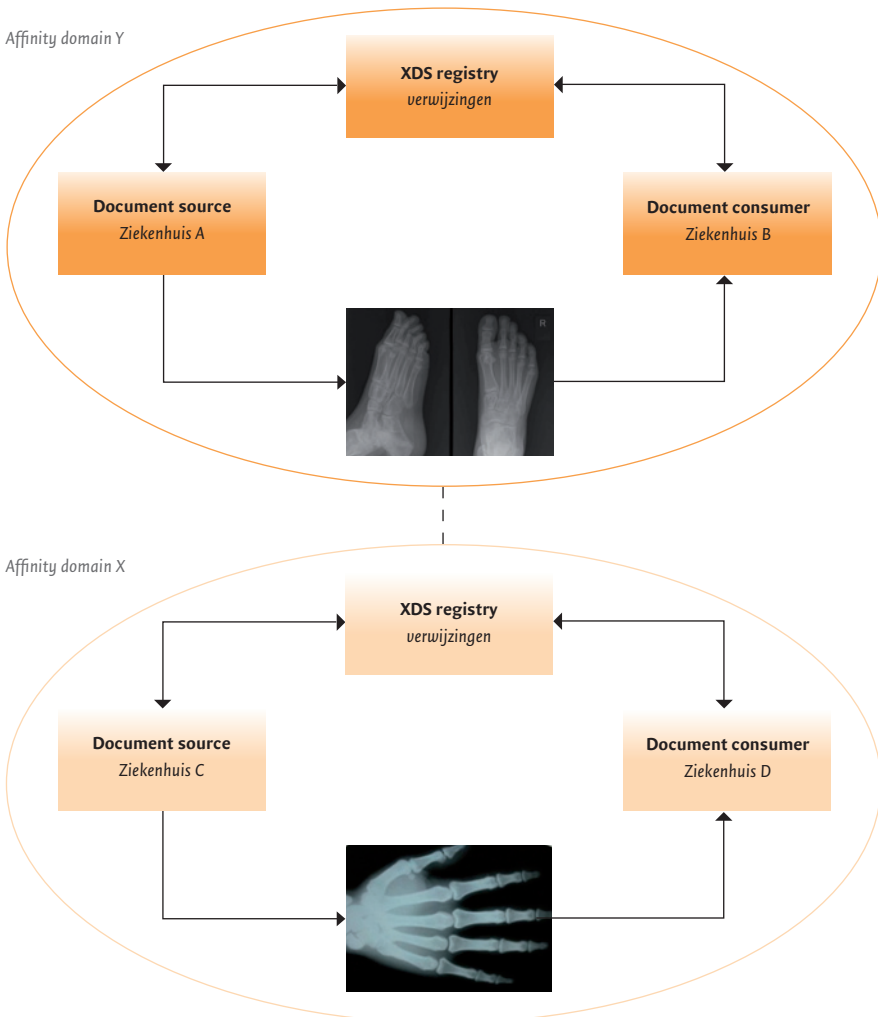 Affinity domain Y
XDS registry
verwijzingen
Document source
Ziekenhuis A
Document consumer
Ziekenhuis B
R
Affinity domain X
XDS registry
verwijzingen
Document source
Ziekenhuis C
Document consumer
Ziekenhuis D